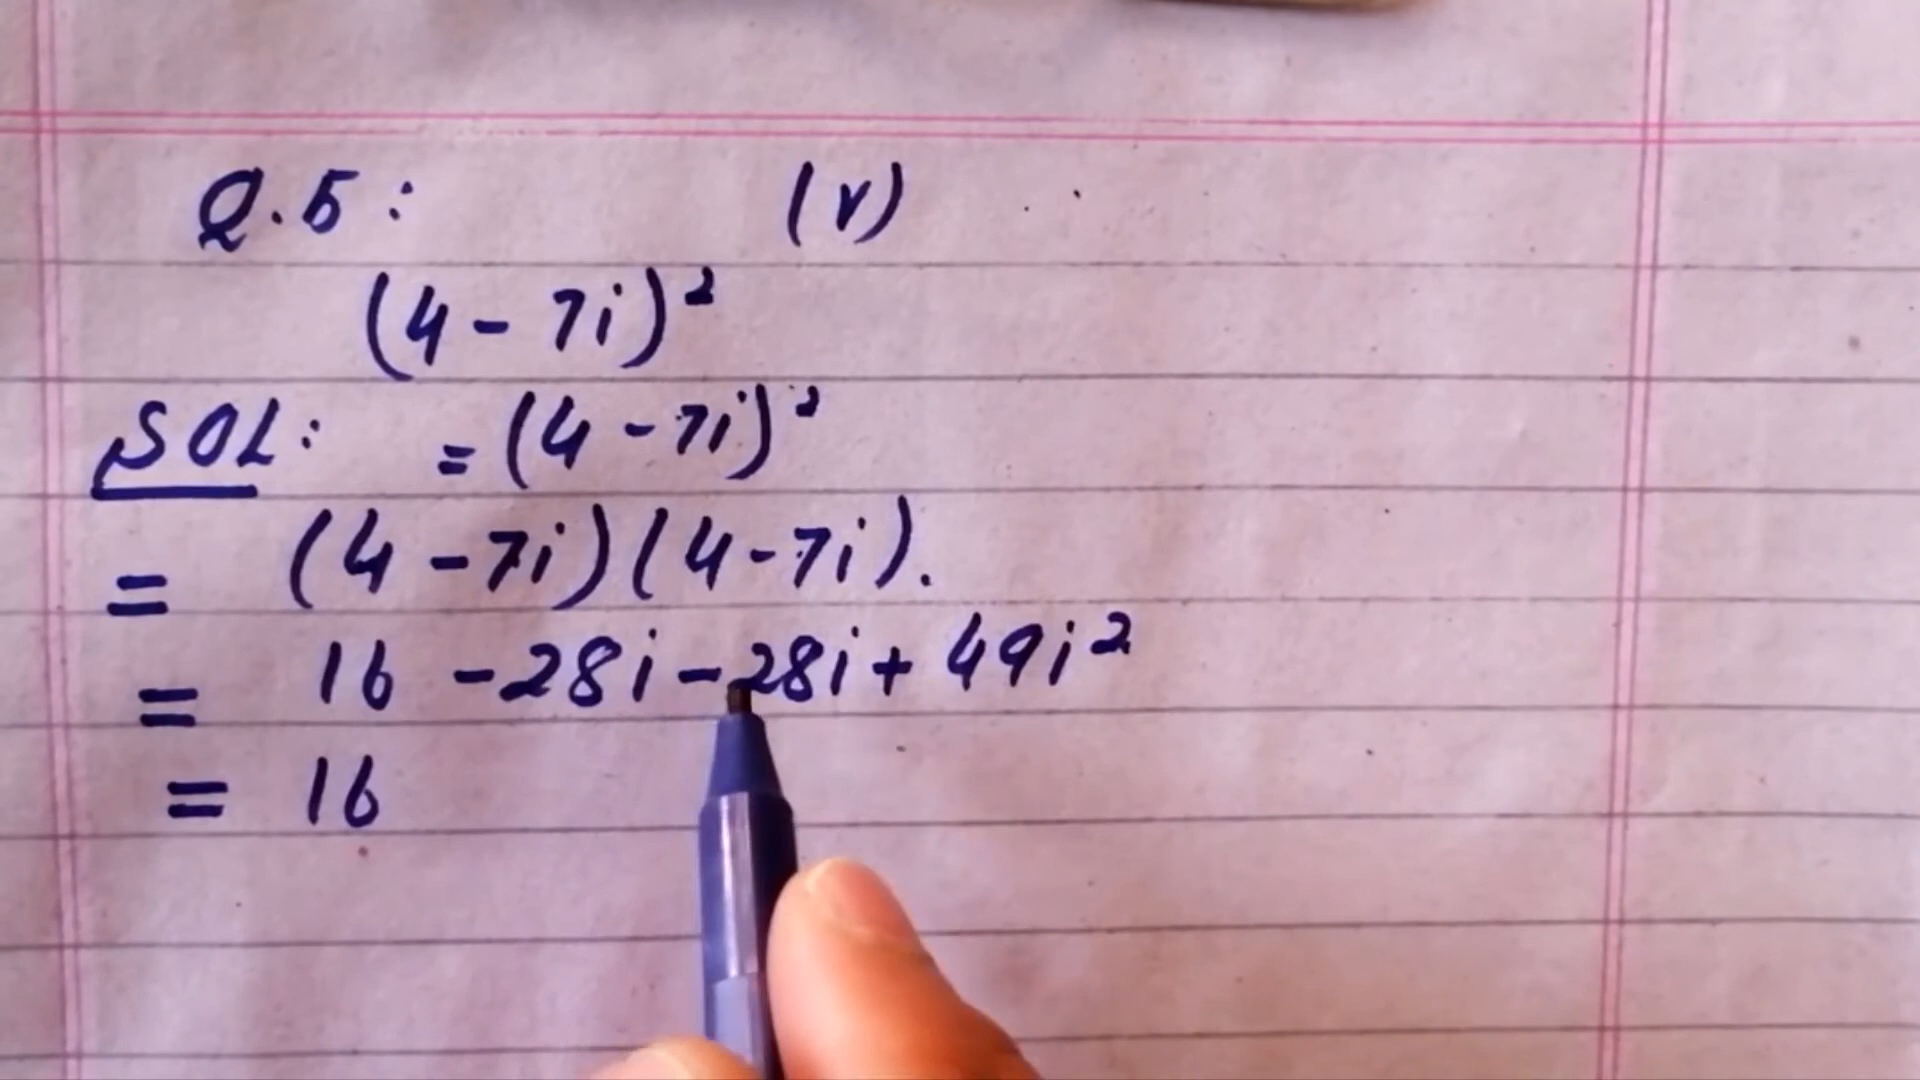 Q.5: (v)
(4 - 7i)²
SOL: = (4 - 7i)²
= (4 - 7i)(4 - 7i).
= 16 - 28i - 28i + 49i²
= 16